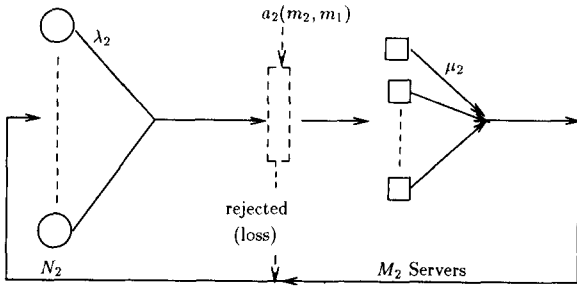 a₂(m₂, m₁)
λ₂
μ₂
rejected
(loss)
N₂
M₂ Servers